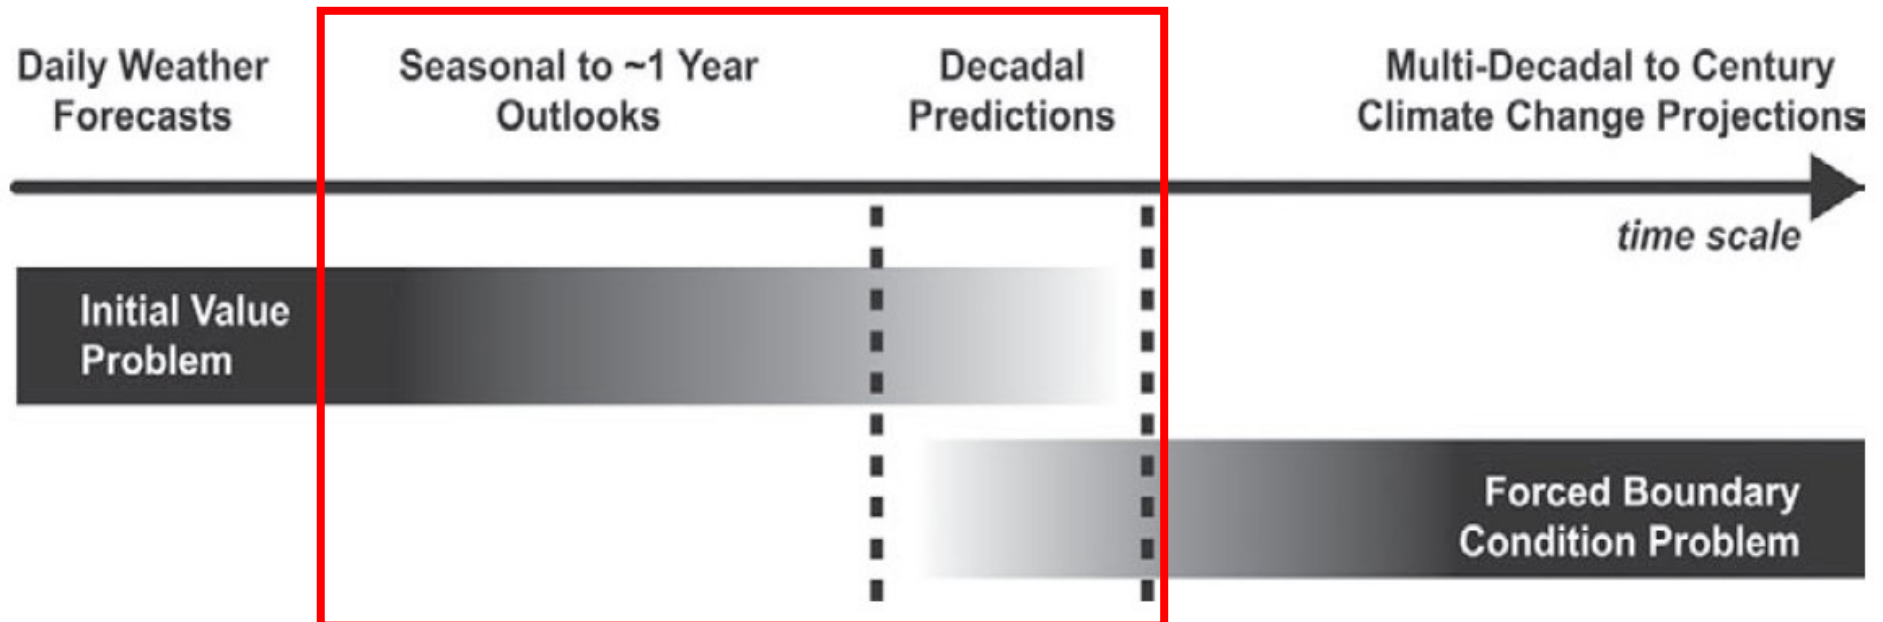 Daily Weather
Forecasts
Seasonal to ~1 Year
Outlooks
Decadal
Predictions
Multi-Decadal to Century
Climate Change Projections
time scale
Initial Value
Problem
Forced Boundary
Condition Problem